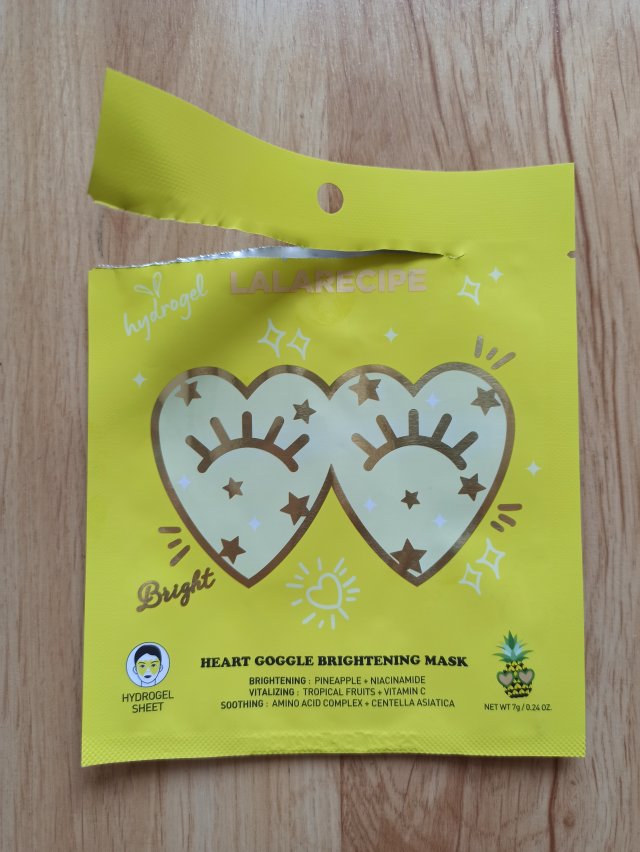 hydrogel
LALARECIPE
Bright
HEART GOGGLE BRIGHTENING MASK
BRIGHTENING : PINEAPPLE + NIACINAMIDE
VITALIZING : TROPICAL FRUITS + VITAMIN C
SOOTHING : AMINO ACID COMPLEX + CENTELLA ASIATICA
HYDROGEL
SHEET
NET WT 7g / 0.24 OZ.